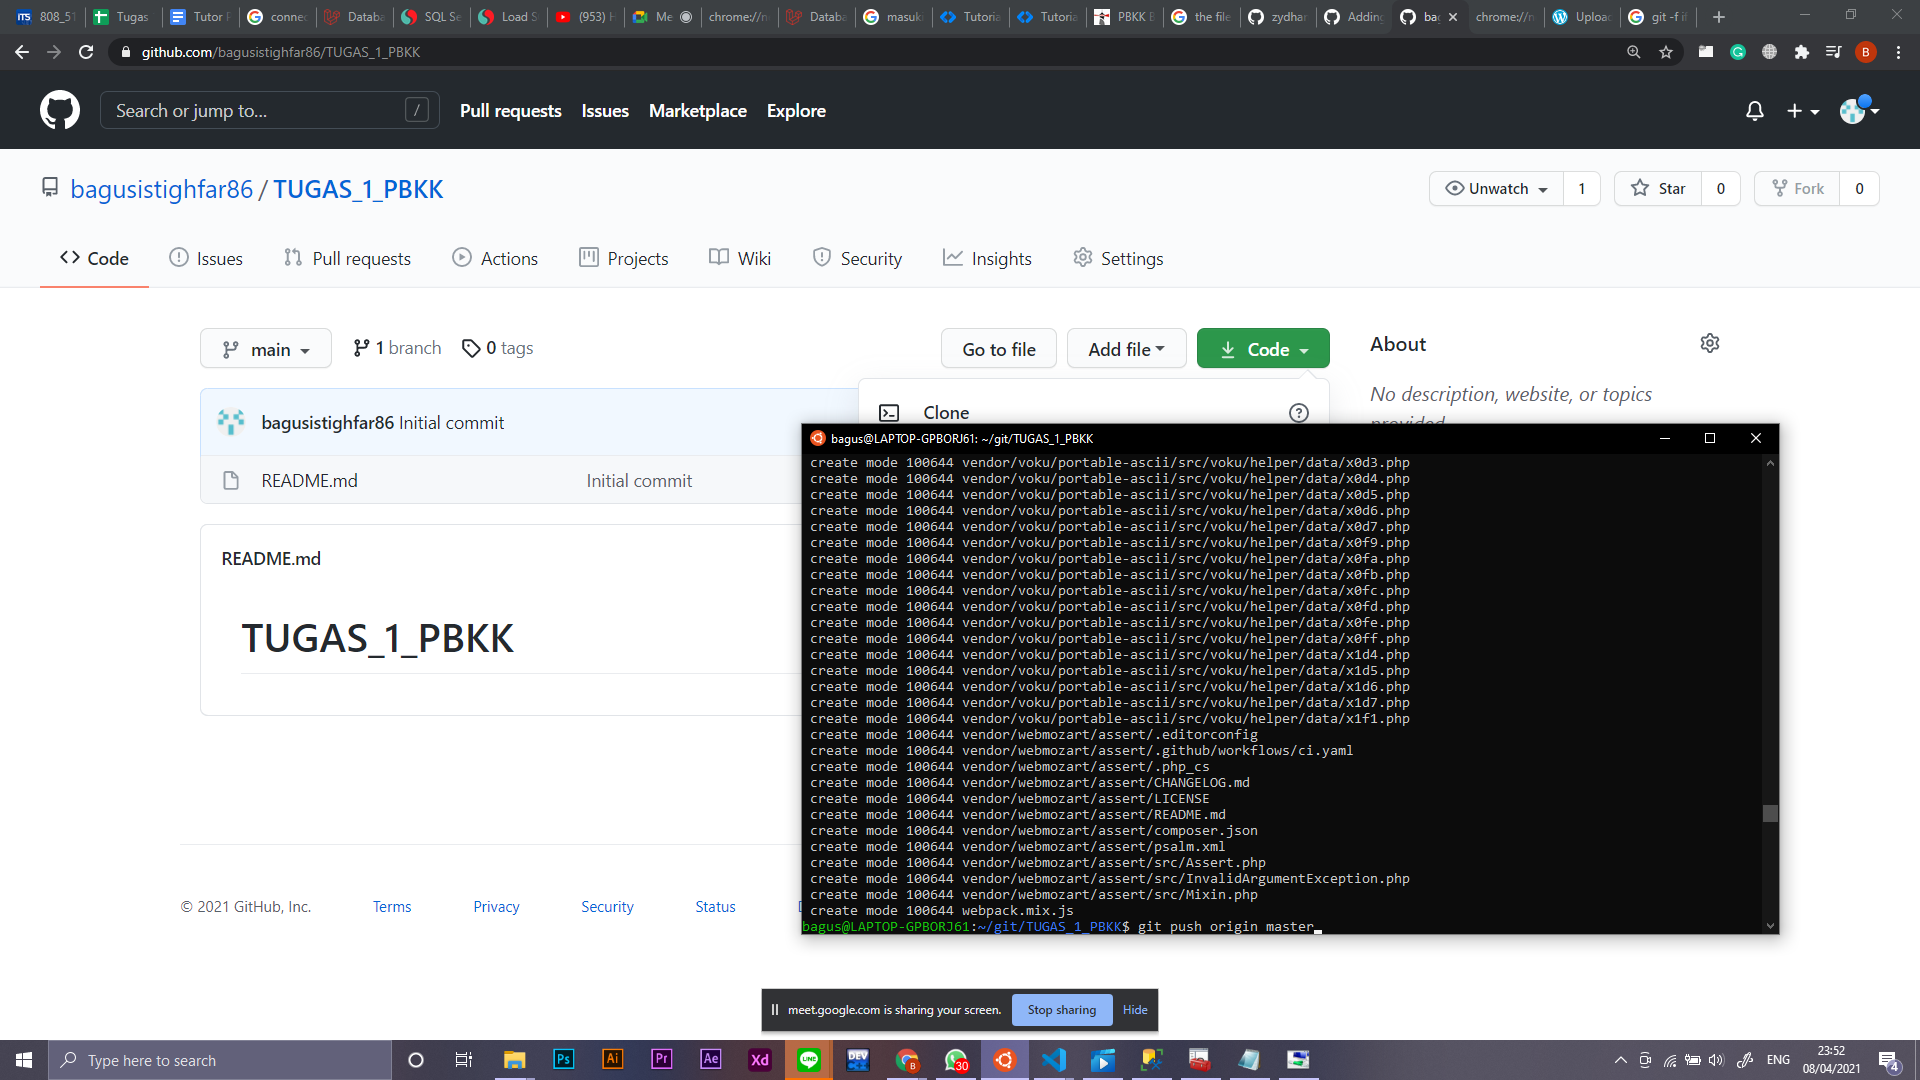 ITS 808_51
Tugas
Tutor P
connec
Databa
SQL Se
Load S
(953) H
Me
chrome://n
Databa
masuka
Tutoria
Tutoria
PBKK B
the file
zydhar
Adding
bag
chrome://n
Upload
git -f if
github.com/bagusistighfar86/TUGAS_1_PBKK
Search or jump to... /
Pull requests Issues Marketplace Explore
bagusistighfar86 / TUGAS_1_PBKK
Unwatch 1 Star 0 Fork 0
Code Issues Pull requests Actions Projects Wiki Security Insights Settings
main 1 branch 0 tags
Go to file Add file Code
About
Clone
No description, website, or topics
provided.
bagusistighfar86 Initial commit
README.md Initial commit
README.md
TUGAS_1_PBKK
bagus@LAPTOP-GPBORJ61: ~/git/TUGAS_1_PBKK
create mode 100644 vendor/voku/portable-ascii/src/voku/helper/data/x0d3.php
create mode 100644 vendor/voku/portable-ascii/src/voku/helper/data/x0d4.php
create mode 100644 vendor/voku/portable-ascii/src/voku/helper/data/x0d5.php
create mode 100644 vendor/voku/portable-ascii/src/voku/helper/data/x0d6.php
create mode 100644 vendor/voku/portable-ascii/src/voku/helper/data/x0d7.php
create mode 100644 vendor/voku/portable-ascii/src/voku/helper/data/x0f9.php
create mode 100644 vendor/voku/portable-ascii/src/voku/helper/data/x0fa.php
create mode 100644 vendor/voku/portable-ascii/src/voku/helper/data/x0fb.php
create mode 100644 vendor/voku/portable-ascii/src/voku/helper/data/x0fc.php
create mode 100644 vendor/voku/portable-ascii/src/voku/helper/data/x0fd.php
create mode 100644 vendor/voku/portable-ascii/src/voku/helper/data/x0fe.php
create mode 100644 vendor/voku/portable-ascii/src/voku/helper/data/x0ff.php
create mode 100644 vendor/voku/portable-ascii/src/voku/helper/data/x1d4.php
create mode 100644 vendor/voku/portable-ascii/src/voku/helper/data/x1d5.php
create mode 100644 vendor/voku/portable-ascii/src/voku/helper/data/x1d6.php
create mode 100644 vendor/voku/portable-ascii/src/voku/helper/data/x1d7.php
create mode 100644 vendor/voku/portable-ascii/src/voku/helper/data/x1f1.php
create mode 100644 vendor/webmozart/assert/.editorconfig
create mode 100644 vendor/webmozart/assert/.github/workflows/ci.yaml
create mode 100644 vendor/webmozart/assert/.php_cs
create mode 100644 vendor/webmozart/assert/CHANGELOG.md
create mode 100644 vendor/webmozart/assert/LICENSE
create mode 100644 vendor/webmozart/assert/README.md
create mode 100644 vendor/webmozart/assert/composer.json
create mode 100644 vendor/webmozart/assert/psalm.xml
create mode 100644 vendor/webmozart/assert/src/Assert.php
create mode 100644 vendor/webmozart/assert/src/InvalidArgumentException.php
create mode 100644 vendor/webmozart/assert/src/Mixin.php
create mode 100644 webpack.mix.js
bagus@LAPTOP-GPBORJ61:~/git/TUGAS_1_PBKK$ git push origin master
© 2021 GitHub, Inc. Terms Privacy Security Status
meet.google.com is sharing your screen. Stop sharing Hide
Type here to search
Ps Ai Pr Ae Xd LINE DEV B 30
ENG
23:52
08/04/2021
4